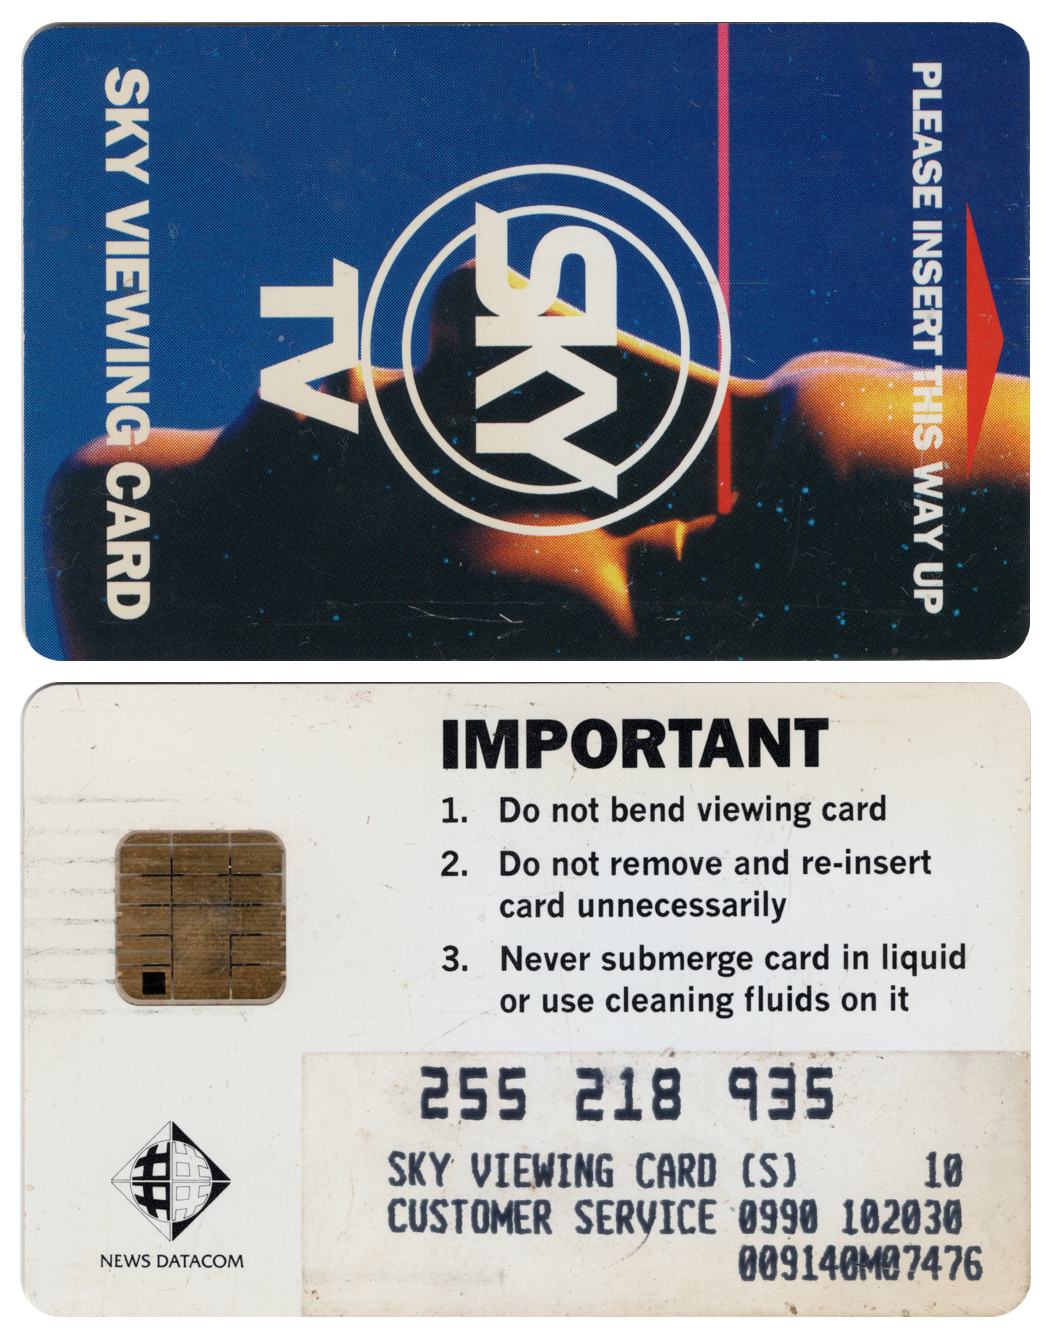 SKY VIEWING CARD
SKY
TV
PLEASE INSERT THIS WAY UP
IMPORTANT
1. Do not bend viewing card
2. Do not remove and re-insert
card unnecessarily
3. Never submerge card in liquid
or use cleaning fluids on it
255 218 935
SKY VIEWING CARD (S) 10
CUSTOMER SERVICE 0990 102030
009140M07476
NEWS DATACOM